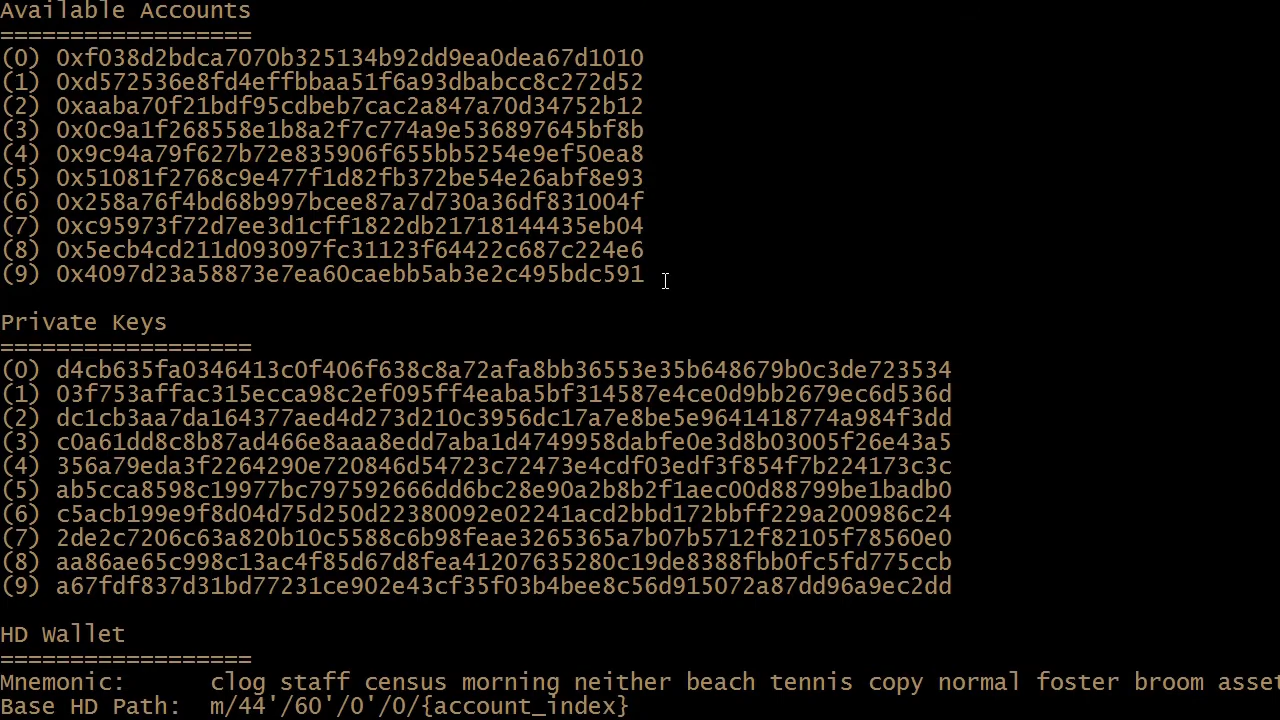 Available Accounts
==================
(0) 0xf038d2bdca7070b325134b92dd9ea0dea67d1010
(1) 0xd572536e8fd4effbbaa51f6a93dbabcc8c272d52
(2) 0xaaba70f21bdf95cdbeb7cac2a847a70d34752b12
(3) 0x0c9a1f268558e1b8a2f7c774a9e536897645bf8b
(4) 0x9c94a79f627b72e835906f655bb5254e9ef50ea8
(5) 0x51081f2768c9e477f1d82fb372be54e26abf8e93
(6) 0x258a76f4bd68b997bcee87a7d730a36df831004f
(7) 0xc95973f72d7ee3d1cff1822db21718144435eb04
(8) 0x5ecb4cd211d093097fc31123f64422c687c224e6
(9) 0x4097d23a58873e7ea60caebb5ab3e2c495bdc591
Private Keys
==================
(0) d4cb635fa0346413c0f406f638c8a72afa8bb36553e35b648679b0c3de723534
(1) 03f753affac315ecca98c2ef095ff4eaba5bf314587e4ce0d9bb2679ec6d536d
(2) dc1cb3aa7da164377aed4d273d210c3956dc17a7e8be5e9641418774a984f3dd
(3) c0a61dd8c8b87ad466e8aaa8edd7aba1d4749958dabfe0e3d8b03005f26e43a5
(4) 356a79eda3f2264290e720846d54723c72473e4cdf03edf3f854f7b224173c3c
(5) ab5cca8598c19977bc797592666dd6bc28e90a2b8b2f1aec00d88799be1badb0
(6) c5acb199e9f8d04d75d250d22380092e02241acd2bbd172bbff229a200986c24
(7) 2de2c7206c63a820b10c5588c6b98feae3265365a7b07b5712f82105f78560e0
(8) aa86ae65c998c13ac4f85d67d8fea41207635280c19de8388fbb0fc5fd775ccb
(9) a67fdf837d31bd77231ce902e43cf35f03b4bee8c56d915072a87dd96a9ec2dd
HD Wallet
==================
Mnemonic: clog staff census morning neither beach tennis copy normal foster broom asse
Base HD Path: m/44'/60'/0'/0/{account_index}